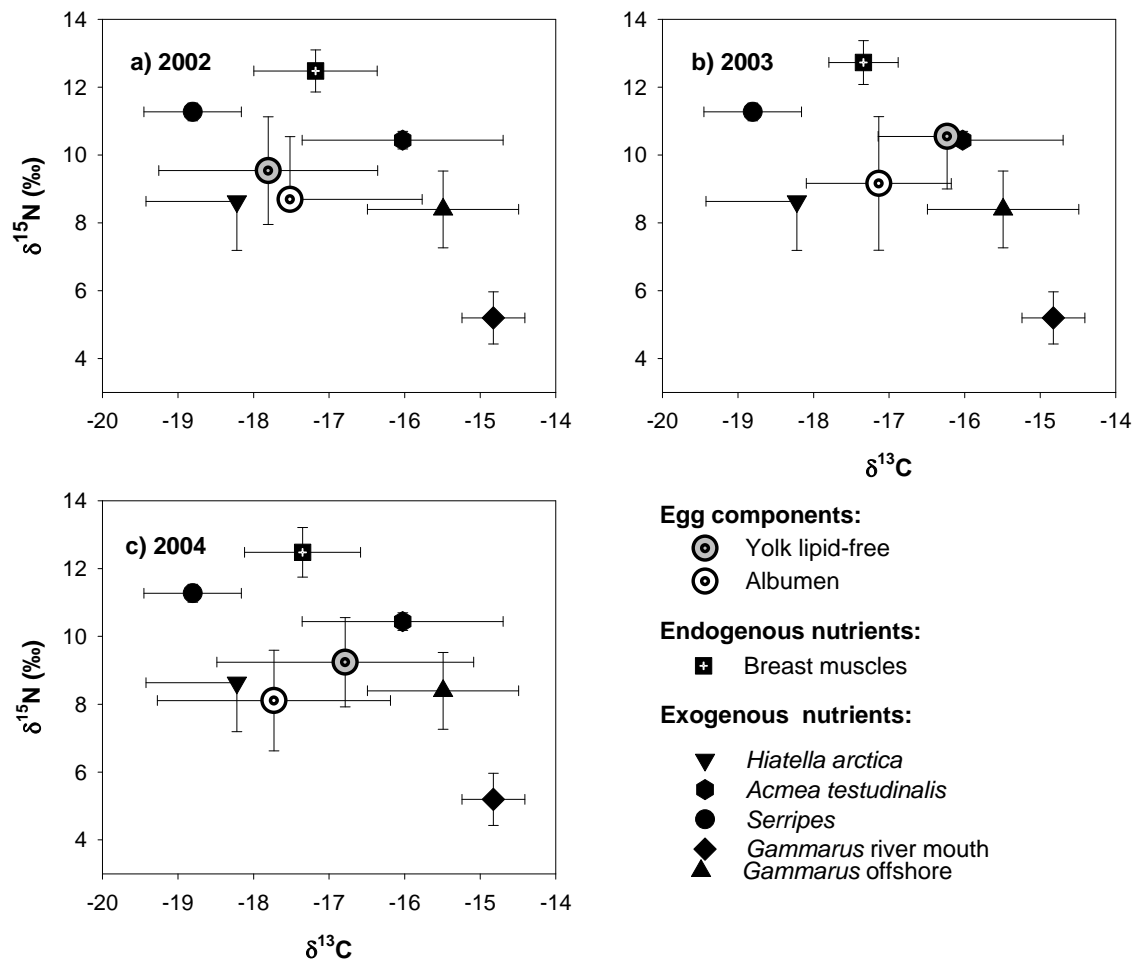 a) 2002
14
12
10
8
6
4
δ15N (‰)
-20 -19 -18 -17 -16 -15 -14
b) 2003
14
12
10
8
6
4
-20 -19 -18 -17 -16 -15 -14
δ13C
c) 2004
14
12
10
8
6
4
δ15N (‰)
-20 -19 -18 -17 -16 -15 -14
δ13C
Egg components:
Yolk lipid-free
Albumen
Endogenous nutrients:
Breast muscles
Exogenous nutrients:
Hiatella arctica
Acmea testudinalis
Serripes
Gammarus river mouth
Gammarus offshore